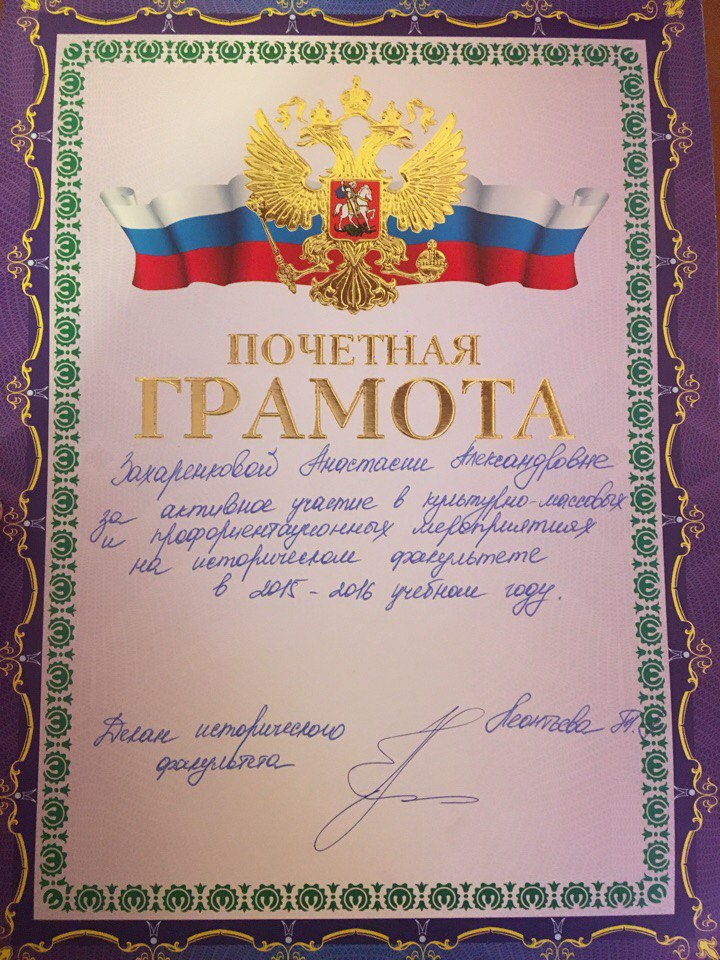 ПОЧЕТНАЯ
ГРАМОТА
Захаренковой Анастасии Александровне
за активное участие в культурно-массовых
и профориентационных мероприятиях
на историческом факультете
в 2015-2016 учебном году.
Декан исторического
факультета
Леонтьева Т.